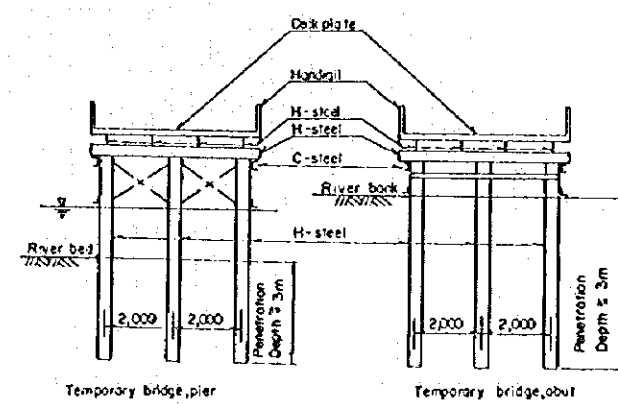 Deck plate
Handrail
H-steel
H-steel
C-steel
River bank
River bed
H-steel
2,000 2,000
Penetration
Depth ≒ 3m
2,000 2,000
Penetration
Depth ≒ 3m
Temporary bridge, pier
Temporary bridge, abut